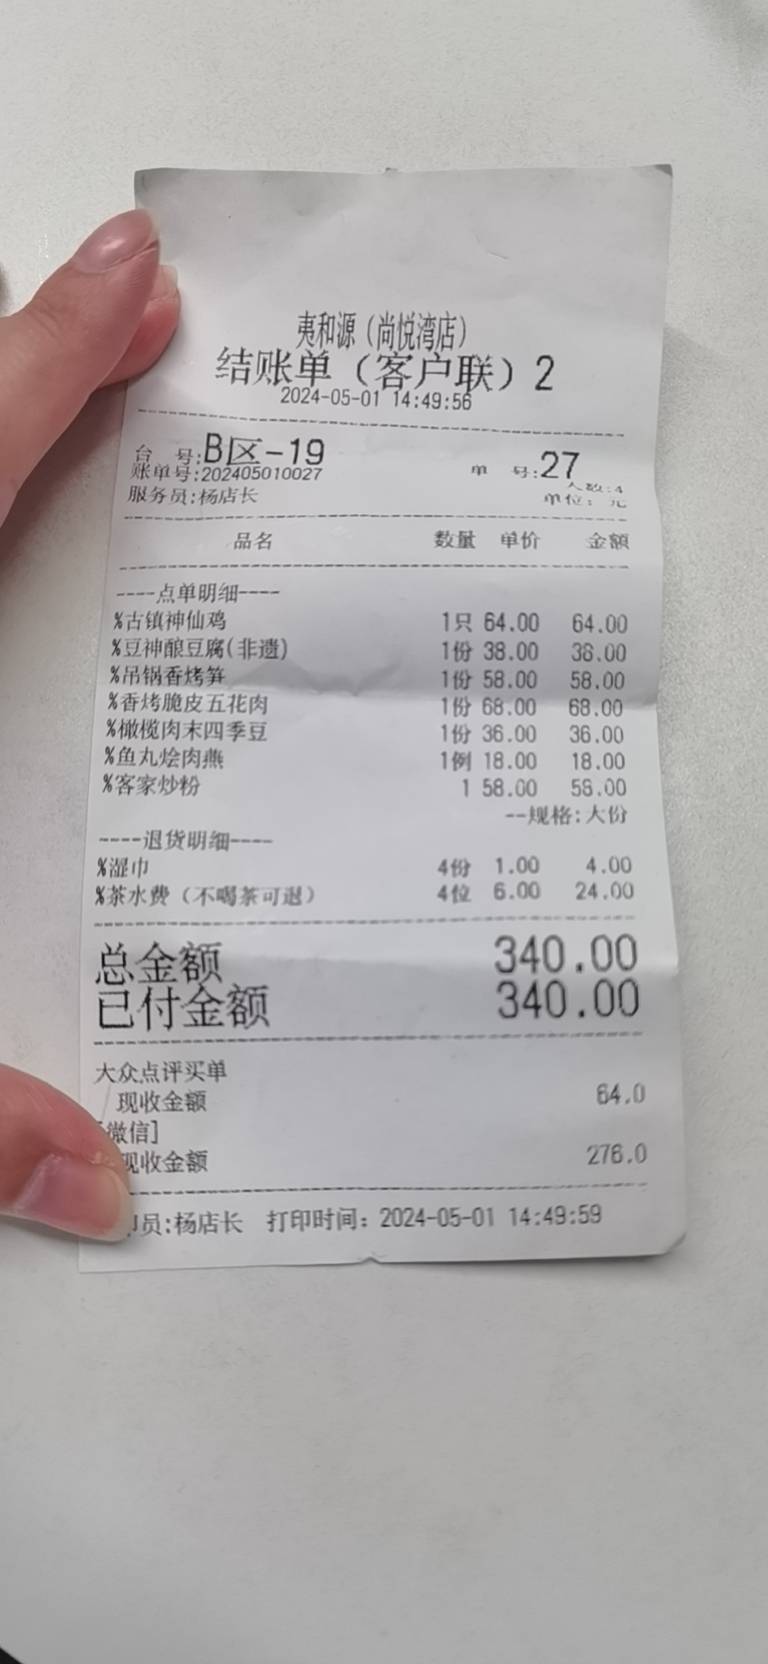 夷和源（尚悦湾店）
结账单（客户联）2
2024-05-01 14:49:56
台 号:B区-19 单 号:27
账单号:202405010027 人数:4
服务员:杨店长 单位: 元
品名 数量 单价 金额
----点单明细----
%古镇神仙鸡 1只 64.00 64.00
%豆神酿豆腐(非遗) 1份 38.00 38.00
%吊锅香烤笋 1份 58.00 58.00
%香烤脆皮五花肉 1份 68.00 68.00
%橄榄肉末四季豆 1份 36.00 36.00
%鱼丸烩肉燕 1例 18.00 18.00
%客家炒粉 1 58.00 58.00
--规格:大份
----退货明细----
%湿巾 4份 1.00 4.00
%茶水费（不喝茶可退） 4位 6.00 24.00
总金额 340.00
已付金额 340.00
大众点评买单
现收金额 64.0
微信]
现收金额 276.0
员:杨店长 打印时间: 2024-05-01 14:49:59